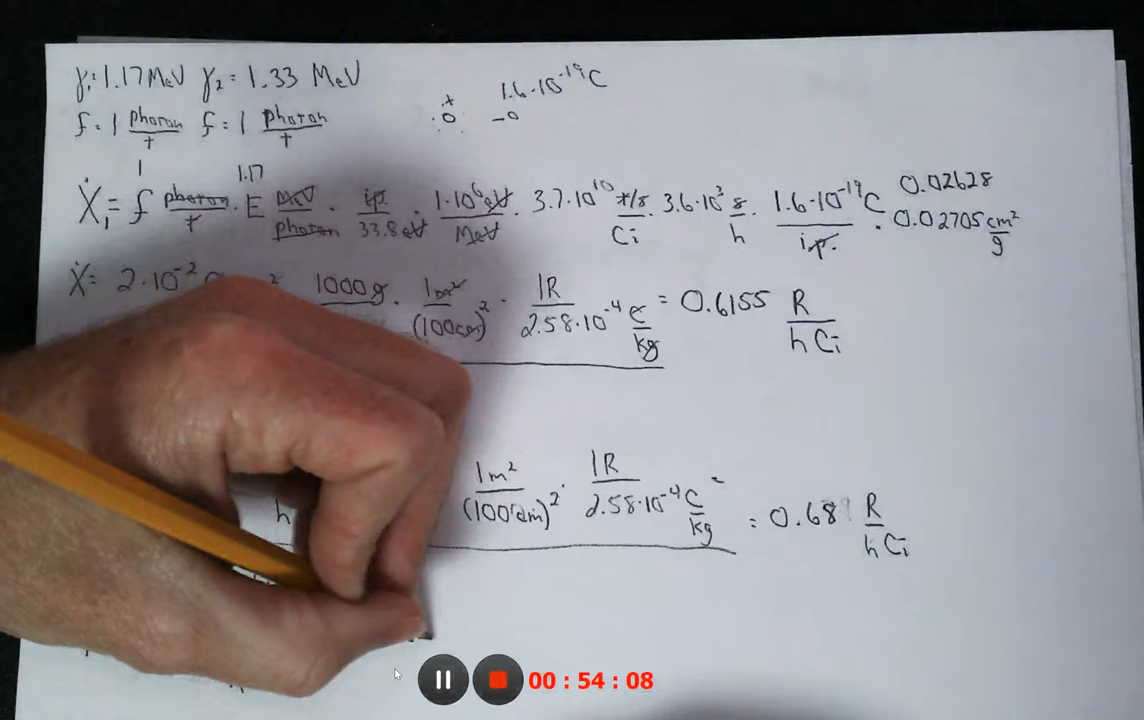 γ₁: 1.17 MeV γ₂ = 1.33 MeV
1.6·10⁻¹⁹ C
f = 1 photon/t f = 1 photon/t
1 1.17
Ẋ₁ = f photon/t · E MeV/photon · i.p./33.8 eV · 1·10⁶ eV/MeV · 3.7·10¹⁰ t/s/Ci · 3.6·10³ s/h · 1.6·10⁻¹⁹ C/i.p. · 0.02628
0.02705 cm²/g
Ẋ = 2·10⁻² 1000g · 1m²/(100cm)² · 1R/2.58·10⁻⁴ C/kg = 0.6155 R/h Ci
h 1m²/(100cm)² · 1R/2.58·10⁻⁴ C/kg =
= 0.68 R/h Ci
00 : 54 : 08